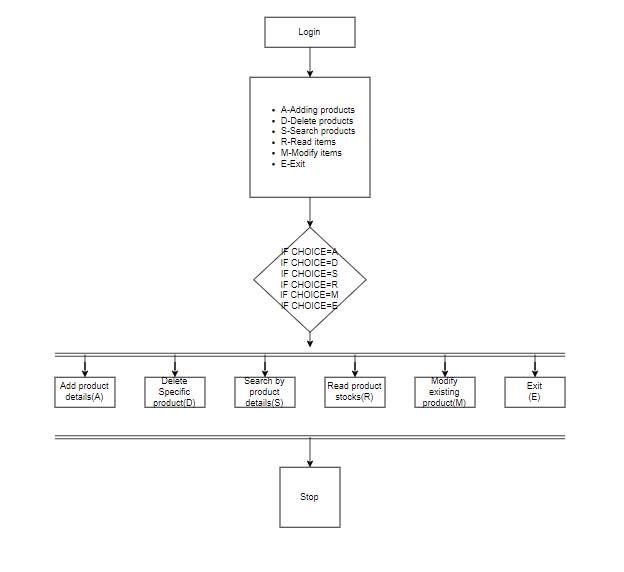 Login
• A-Adding products
• D-Delete products
• S-Search products
• R-Read items
• M-Modify items
• E-Exit
IF CHOICE=A
IF CHOICE=D
IF CHOICE=S
IF CHOICE=R
IF CHOICE=M
IF CHOICE=E
Add product
details(A)
Delete
Specific
product(D)
Search by
product
details(S)
Read product
stocks(R)
Modify
existing
product(M)
Exit
(E)
Stop